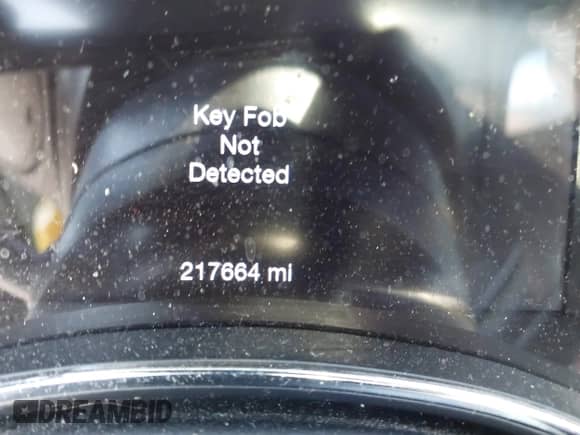 Key Fob
Not
Detected
217664 mi
DREAMBID